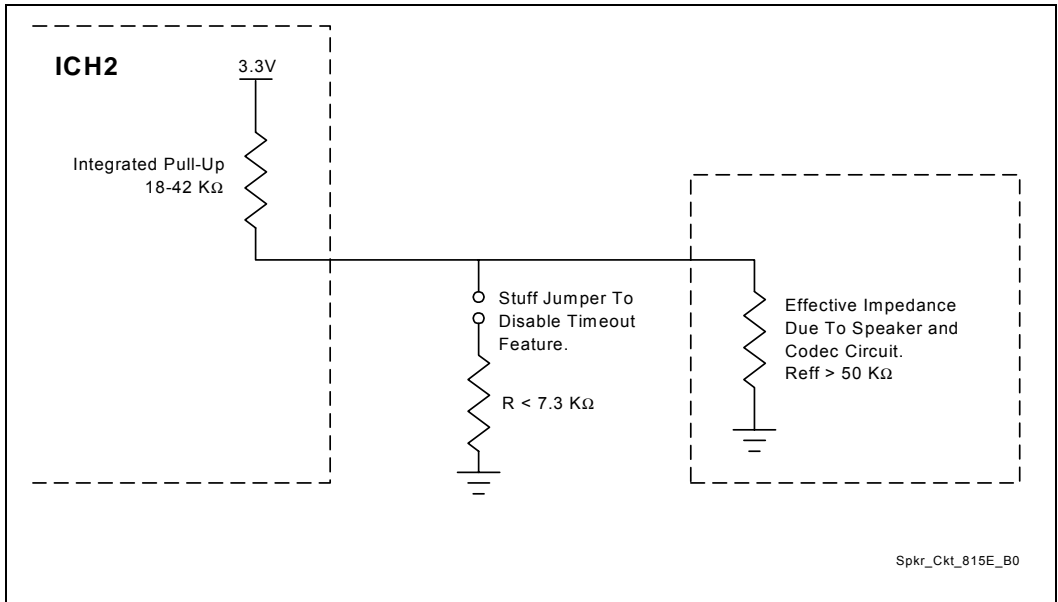 ICH2
3.3V
Integrated Pull-Up
18-42 KΩ
Stuff Jumper To
Disable Timeout
Feature.
R < 7.3 KΩ
Effective Impedance
Due To Speaker and
Codec Circuit.
Reff > 50 KΩ
Spkr_Ckt_815E_B0